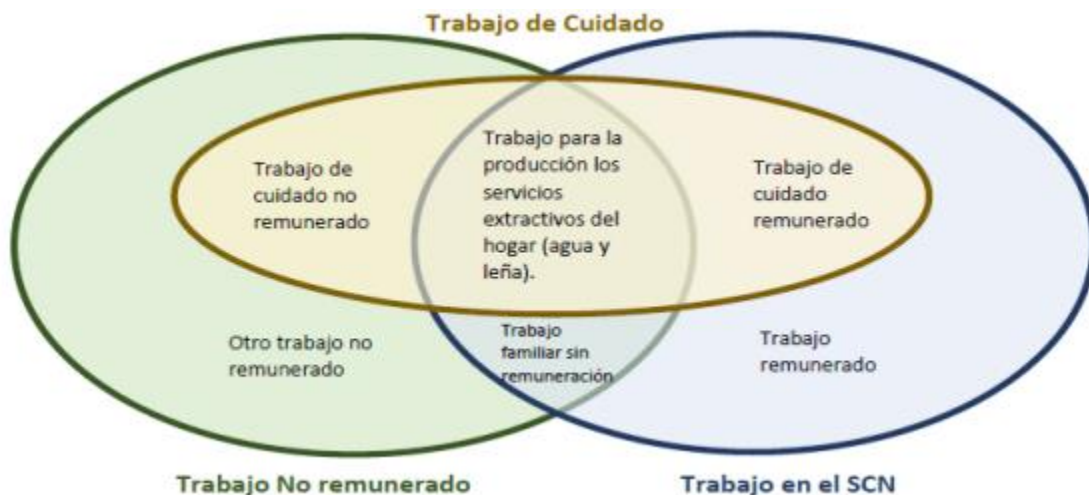 Trabajo de Cuidado
Trabajo de
cuidado no
remunerado
Trabajo para la
producción los
servicios
extractivos del
hogar (agua y
leña).
Trabajo de
cuidado
remunerado
Otro trabajo no
remunerado
Trabajo
familiar sin
remuneración
Trabajo
remunerado
Trabajo No remunerado
Trabajo en el SCN